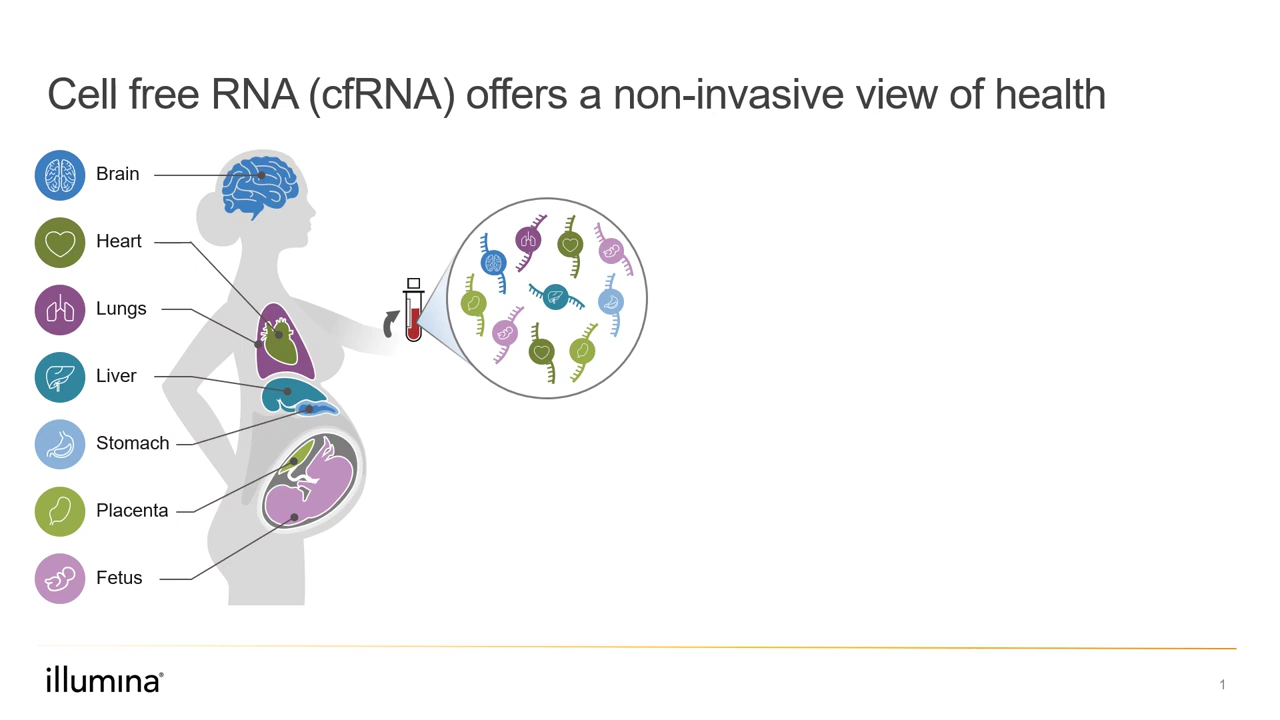 Cell free RNA (cfRNA) offers a non-invasive view of health
Brain
Heart
Lungs
Liver
Stomach
Placenta
Fetus
illumina®
1